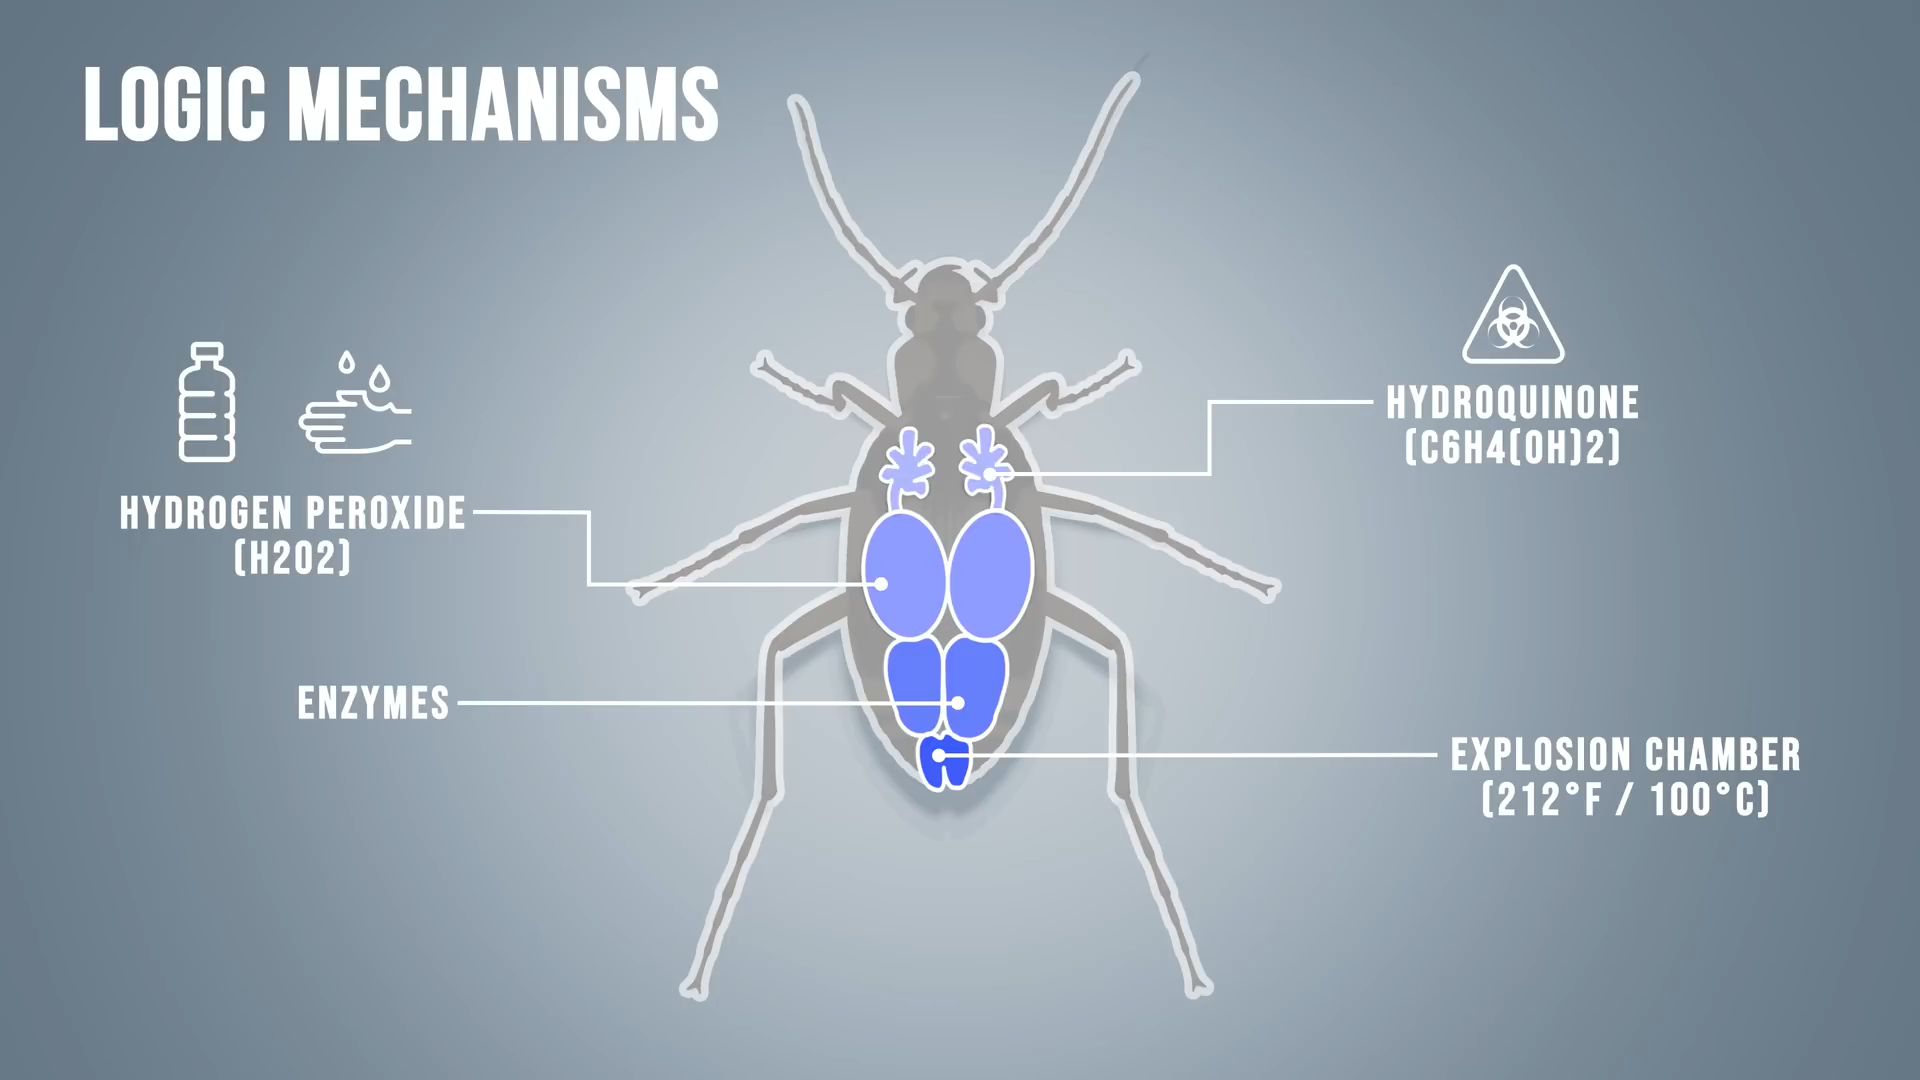 LOGIC MECHANISMS
HYDROGEN PEROXIDE
(H2O2)
ENZYMES
HYDROQUINONE
(C6H4(OH)2)
EXPLOSION CHAMBER
(212°F / 100°C)